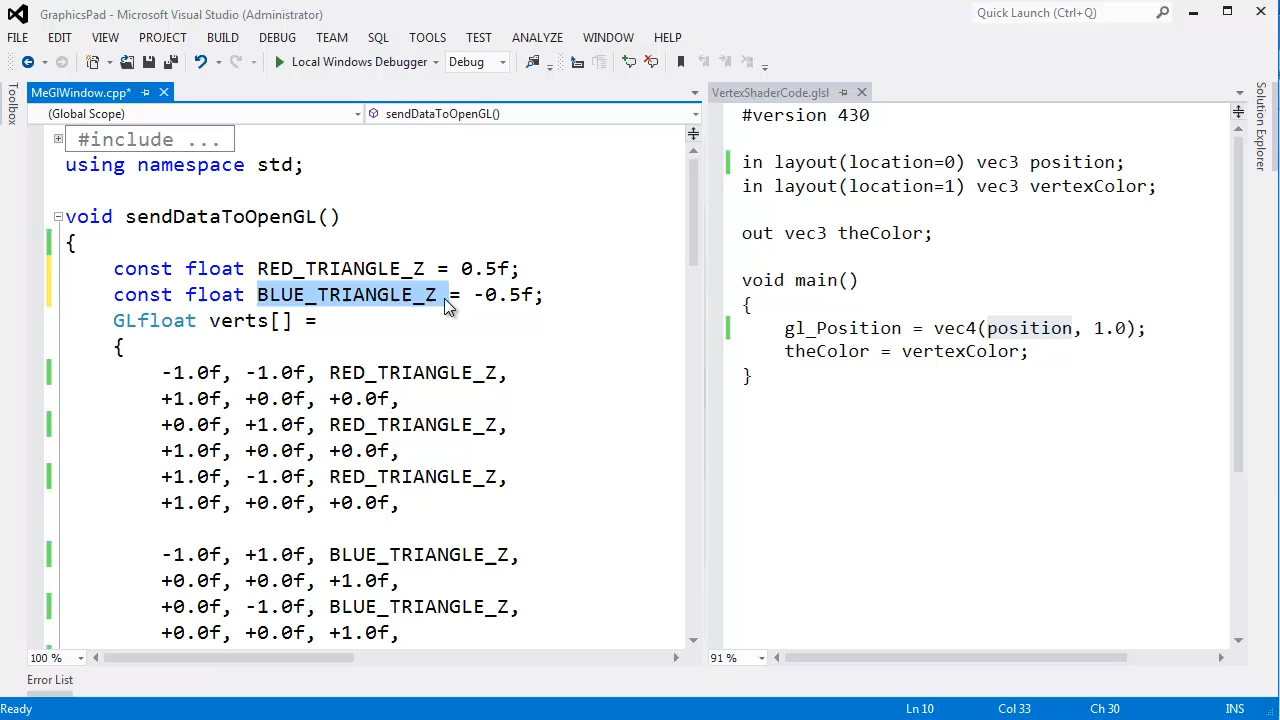 GraphicsPad - Microsoft Visual Studio (Administrator)
Quick Launch (Ctrl+Q)
FILE EDIT VIEW PROJECT BUILD DEBUG TEAM SQL TOOLS TEST ANALYZE WINDOW HELP
Local Windows Debugger Debug
Toolbox
MeGlWindow.cpp*
(Global Scope) sendDataToOpenGL()
#include ...
using namespace std;
void sendDataToOpenGL()
{
const float RED_TRIANGLE_Z = 0.5f;
const float BLUE_TRIANGLE_Z = -0.5f;
GLfloat verts[] =
{
-1.0f, -1.0f, RED_TRIANGLE_Z,
+1.0f, +0.0f, +0.0f,
+0.0f, +1.0f, RED_TRIANGLE_Z,
+1.0f, +0.0f, +0.0f,
+1.0f, -1.0f, RED_TRIANGLE_Z,
+1.0f, +0.0f, +0.0f,
-1.0f, +1.0f, BLUE_TRIANGLE_Z,
+0.0f, +0.0f, +1.0f,
+0.0f, -1.0f, BLUE_TRIANGLE_Z,
+0.0f, +0.0f, +1.0f,
100 %
VertexShaderCode.glsl
#version 430
in layout(location=0) vec3 position;
in layout(location=1) vec3 vertexColor;
out vec3 theColor;
void main()
{
gl_Position = vec4(position, 1.0);
theColor = vertexColor;
}
91 %
Solution Explorer
Error List
Ready Ln 10 Col 33 Ch 30 INS